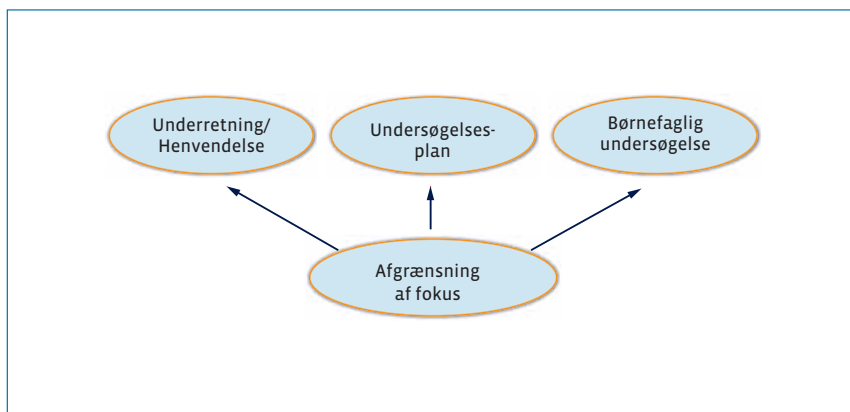 Underretning/
Henvendelse
Undersøgelses-
plan
Børnefaglig
undersøgelse
Afgrænsning
af fokus